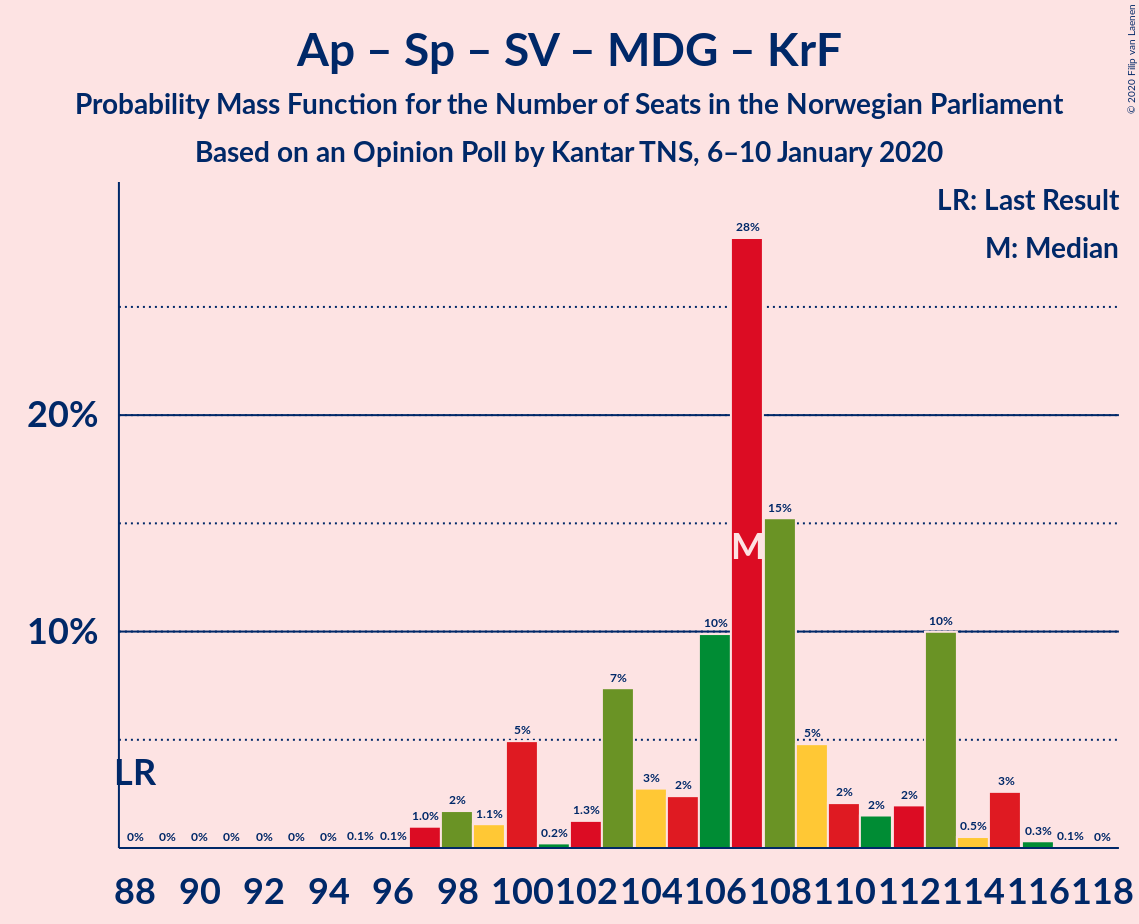 Ap – Sp – SV – MDG – KrF
Probability Mass Function for the Number of Seats in the Norwegian Parliament
Based on an Opinion Poll by Kantar TNS, 6–10 January 2020
© 2020 Filip van Laenen
LR: Last Result
M: Median
20%
10%
LR
M
0% 0% 0% 0% 0% 0% 0% 0.1% 0.1% 1.0% 2% 1.1% 5% 0.2% 1.3% 7% 3% 2% 10% 28% 15% 5% 2% 2% 2% 10% 0.5% 3% 0.3% 0.1% 0%
88 90 92 94 96 98 100 102 104 106 108 110 112 114 116 118